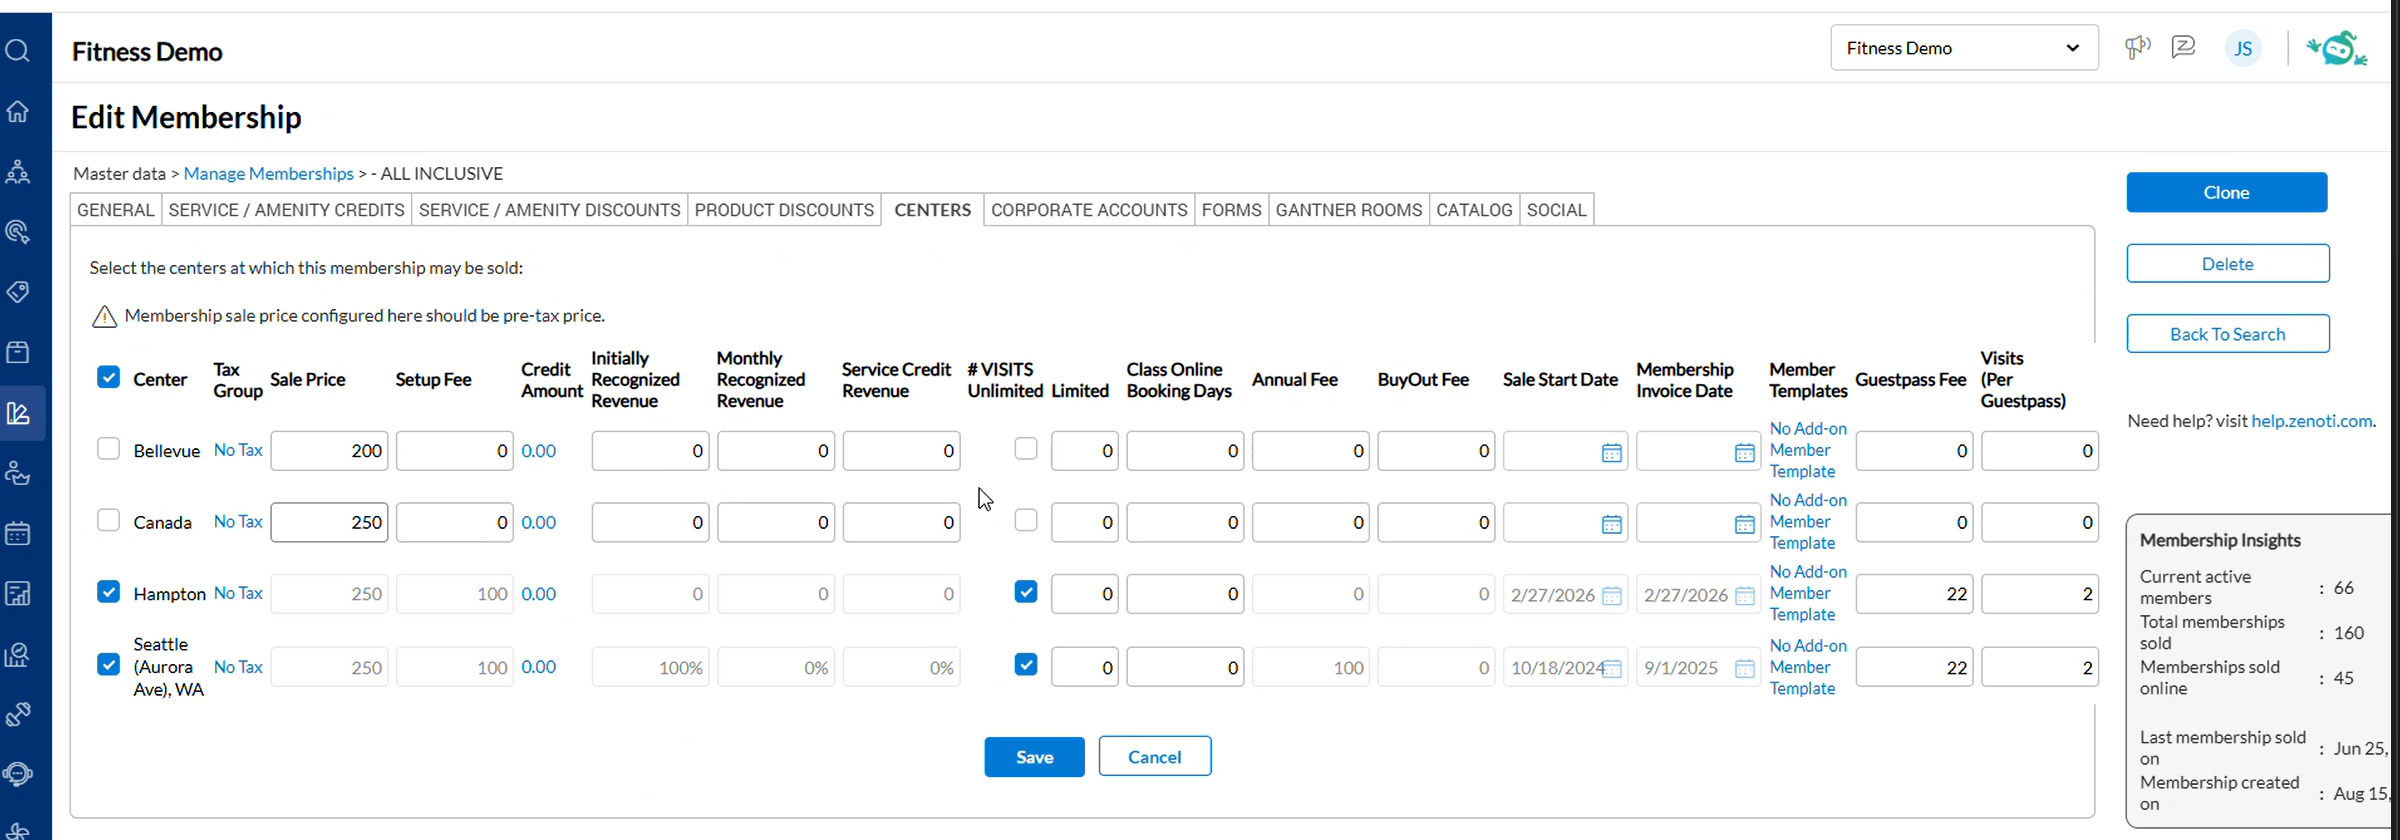 Fitness Demo
Fitness Demo
JS
Edit Membership
Master data > Manage Memberships > - ALL INCLUSIVE
GENERAL SERVICE / AMENITY CREDITS SERVICE / AMENITY DISCOUNTS PRODUCT DISCOUNTS CENTERS CORPORATE ACCOUNTS FORMS GANTNER ROOMS CATALOG SOCIAL
Select the centers at which this membership may be sold:
Membership sale price configured here should be pre-tax price.
Center
Tax
Group
Sale Price
Setup Fee
Credit
Amount
Initially
Recognized
Revenue
Monthly
Recognized
Revenue
Service Credit
Revenue
# VISITS
Unlimited Limited
Class Online
Booking Days
Annual Fee
BuyOut Fee
Sale Start Date
Membership
Invoice Date
Member
Templates
Guestpass Fee
Visits
(Per
Guestpass)
Bellevue No Tax 200 0 0.00 0 0 0 0 0 0 0
No Add-on
Member
Template
0 0
Canada No Tax 250 0 0.00 0 0 0 0 0 0 0
No Add-on
Member
Template
0 0
Hampton No Tax 250 100 0.00 0 0 0 0 0 0 0 2/27/2026 2/27/2026
No Add-on
Member
Template
22 2
Seattle
(Aurora
Ave), WA
No Tax 250 100 0.00 100% 0% 0% 0 0 100 0 10/18/2024 9/1/2025
No Add-on
Member
Template
22 2
Save Cancel
Clone
Delete
Back To Search
Need help? visit help.zenoti.com.
Membership Insights
Current active
members
: 66
Total memberships
sold
: 160
Memberships sold
online
: 45
Last membership sold
on
: Jun 25,
Membership created
on
: Aug 15,